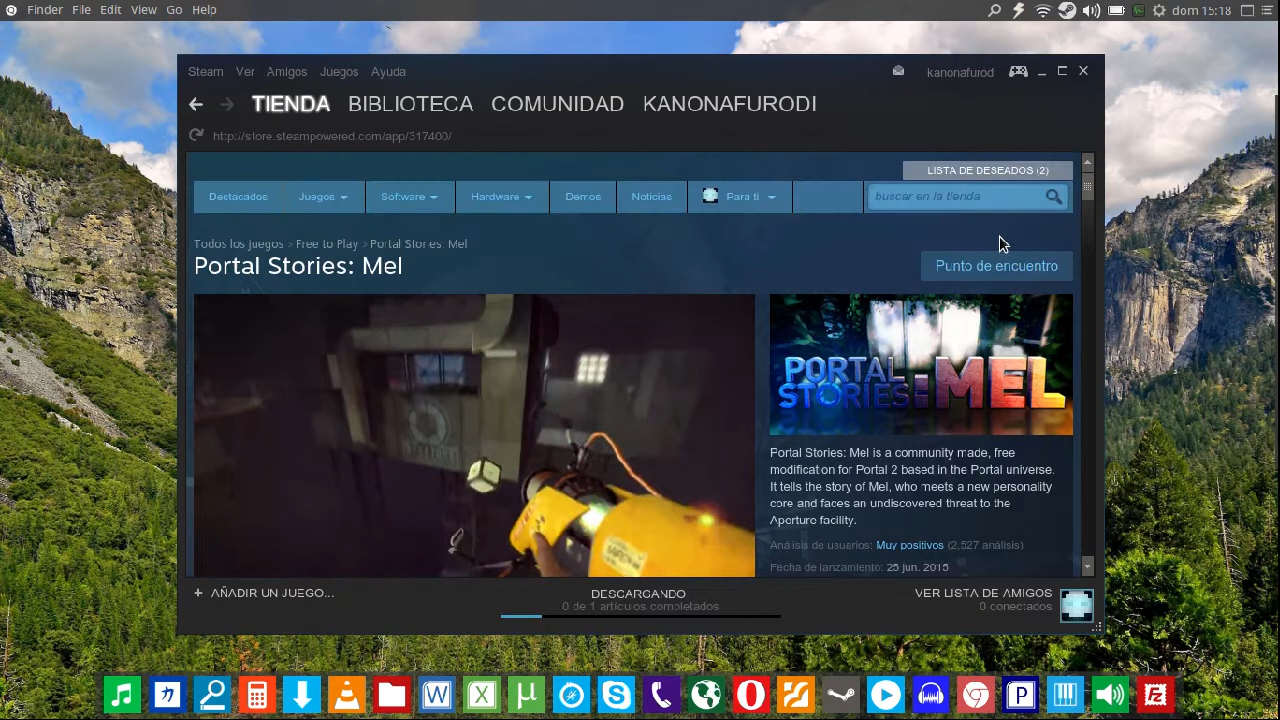 Finder File Edit View Go Help dom 15:18
Steam Ver Amigos Juegos Ayuda kanonafurod
TIENDA BIBLIOTECA COMUNIDAD KANONAFURODI
http://store.steampowered.com/app/317400/
LISTA DE DESEADOS (2)
Destacados Juegos Software Hardware Demos Noticias Para ti buscar en la tienda
Todos los juegos > Free to Play > Portal Stories: Mel
Portal Stories: Mel
Punto de encuentro
PORTAL
STORIES:MEL
Portal Stories: Mel is a community made, free
modification for Portal 2 based in the Portal universe.
It tells the story of Mel, who meets a new personality
core and faces an undiscovered threat to the
Aperture facility.
Análisis de usuarios: Muy positivos (2,527 análisis)
Fecha de lanzamiento: 25 jun. 2015
+ AÑADIR UN JUEGO...
DESCARGANDO
0 de 1 artículos completados
VER LISTA DE AMIGOS
0 conectados
W X µ S P FZ